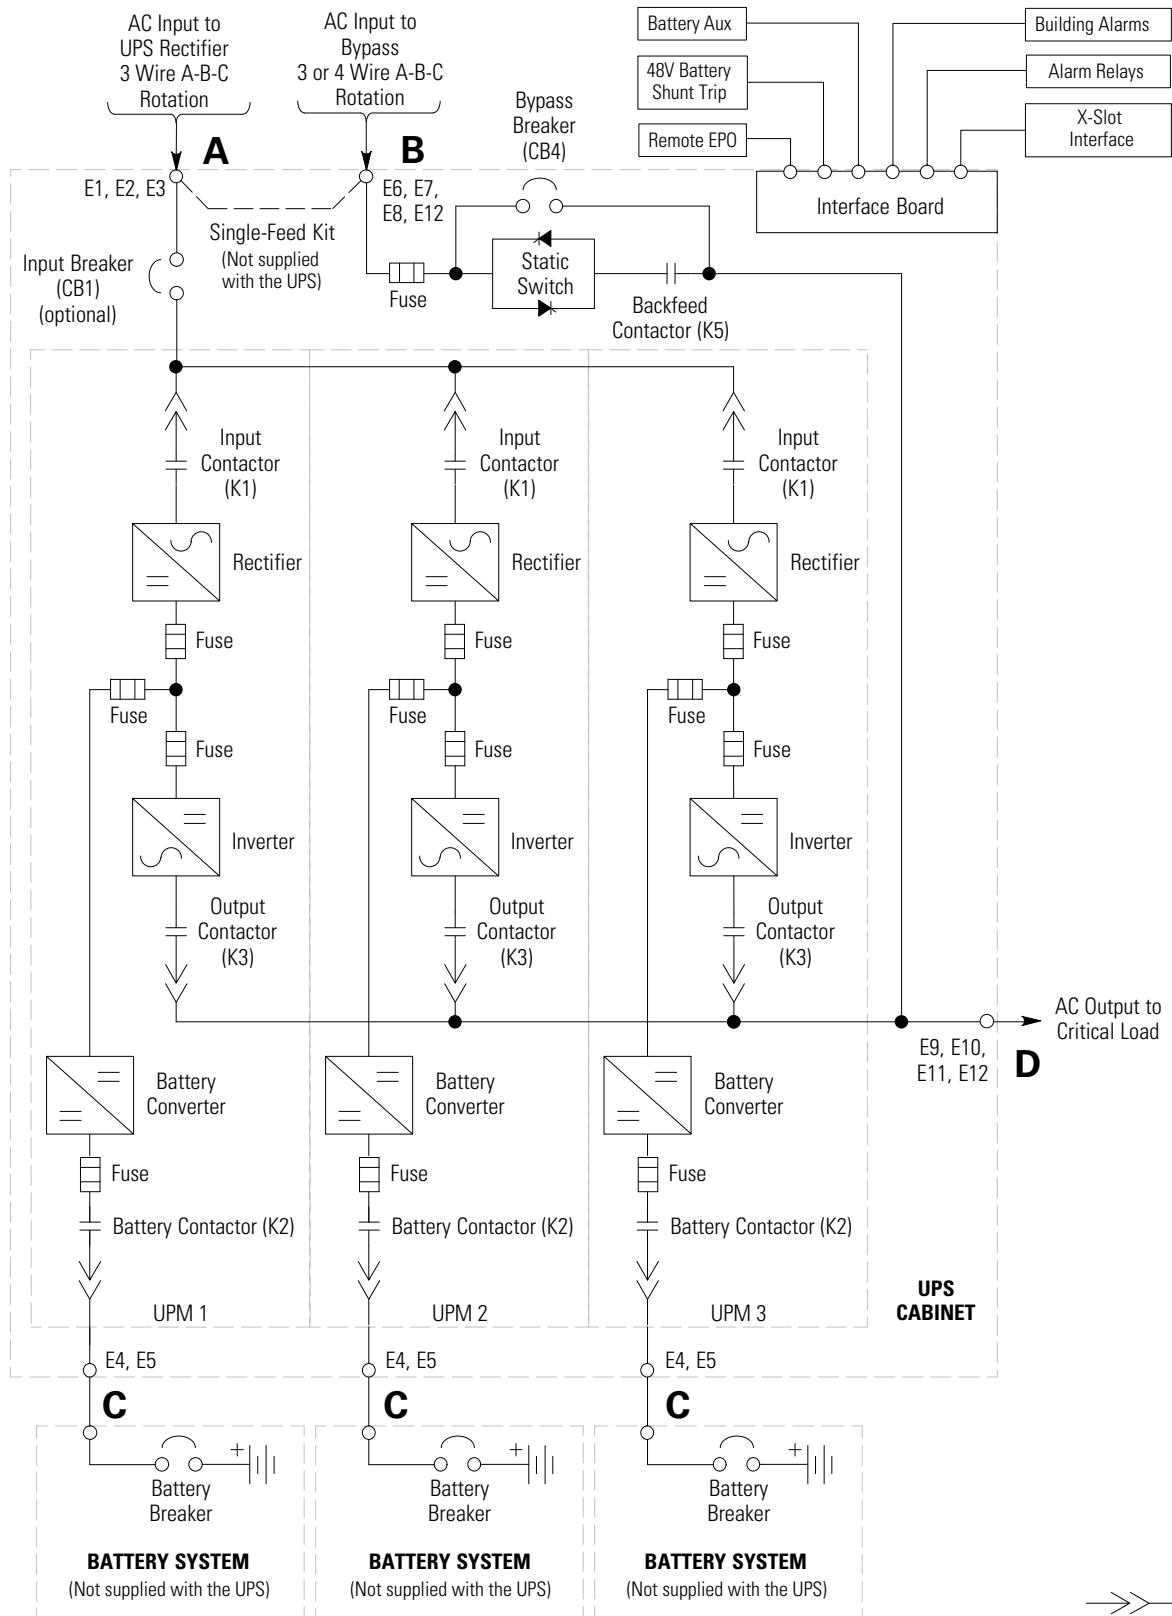 AC Input to
UPS Rectifier
3 Wire A-B-C
Rotation
AC Input to
Bypass
3 or 4 Wire A-B-C
Rotation
Bypass
Breaker
(CB4)
Battery Aux
48V Battery
Shunt Trip
Remote EPO
Building Alarms
Alarm Relays
X-Slot
Interface
Interface Board
A
B
E1, E2, E3
E6, E7,
E8, E12
Single-Feed Kit
(Not supplied
with the UPS)
Input Breaker
(CB1)
(optional)
Fuse
Static
Switch
Backfeed
Contactor (K5)
Input
Contactor
(K1)
Input
Contactor
(K1)
Input
Contactor
(K1)
Rectifier
Rectifier
Rectifier
Fuse
Fuse
Fuse
Fuse
Fuse
Fuse
Fuse
Fuse
Fuse
Inverter
Inverter
Inverter
Output
Contactor
(K3)
Output
Contactor
(K3)
Output
Contactor
(K3)
AC Output to
Critical Load
E9, E10,
E11, E12
D
Battery
Converter
Battery
Converter
Battery
Converter
Fuse
Fuse
Fuse
Battery Contactor (K2)
Battery Contactor (K2)
Battery Contactor (K2)
UPM 1
UPM 2
UPM 3
UPS
CABINET
E4, E5
E4, E5
E4, E5
C
C
C
+
+
+
Battery
Breaker
Battery
Breaker
Battery
Breaker
BATTERY SYSTEM
(Not supplied with the UPS)
BATTERY SYSTEM
(Not supplied with the UPS)
BATTERY SYSTEM
(Not supplied with the UPS)